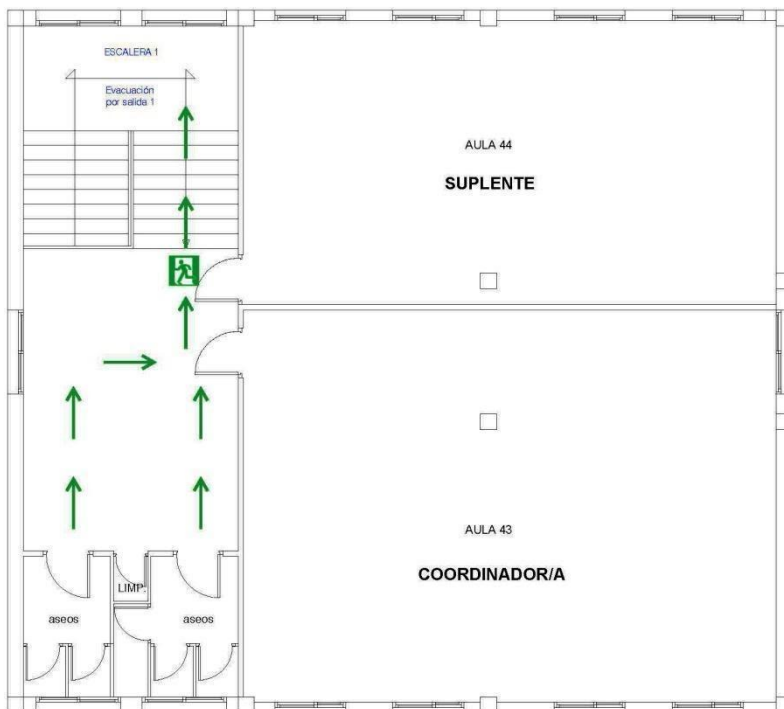 ESCALERA 1
Evacuación
por salida 1
AULA 44
SUPLENTE
AULA 43
COORDINADOR/A
LIMP.
aseos
aseos